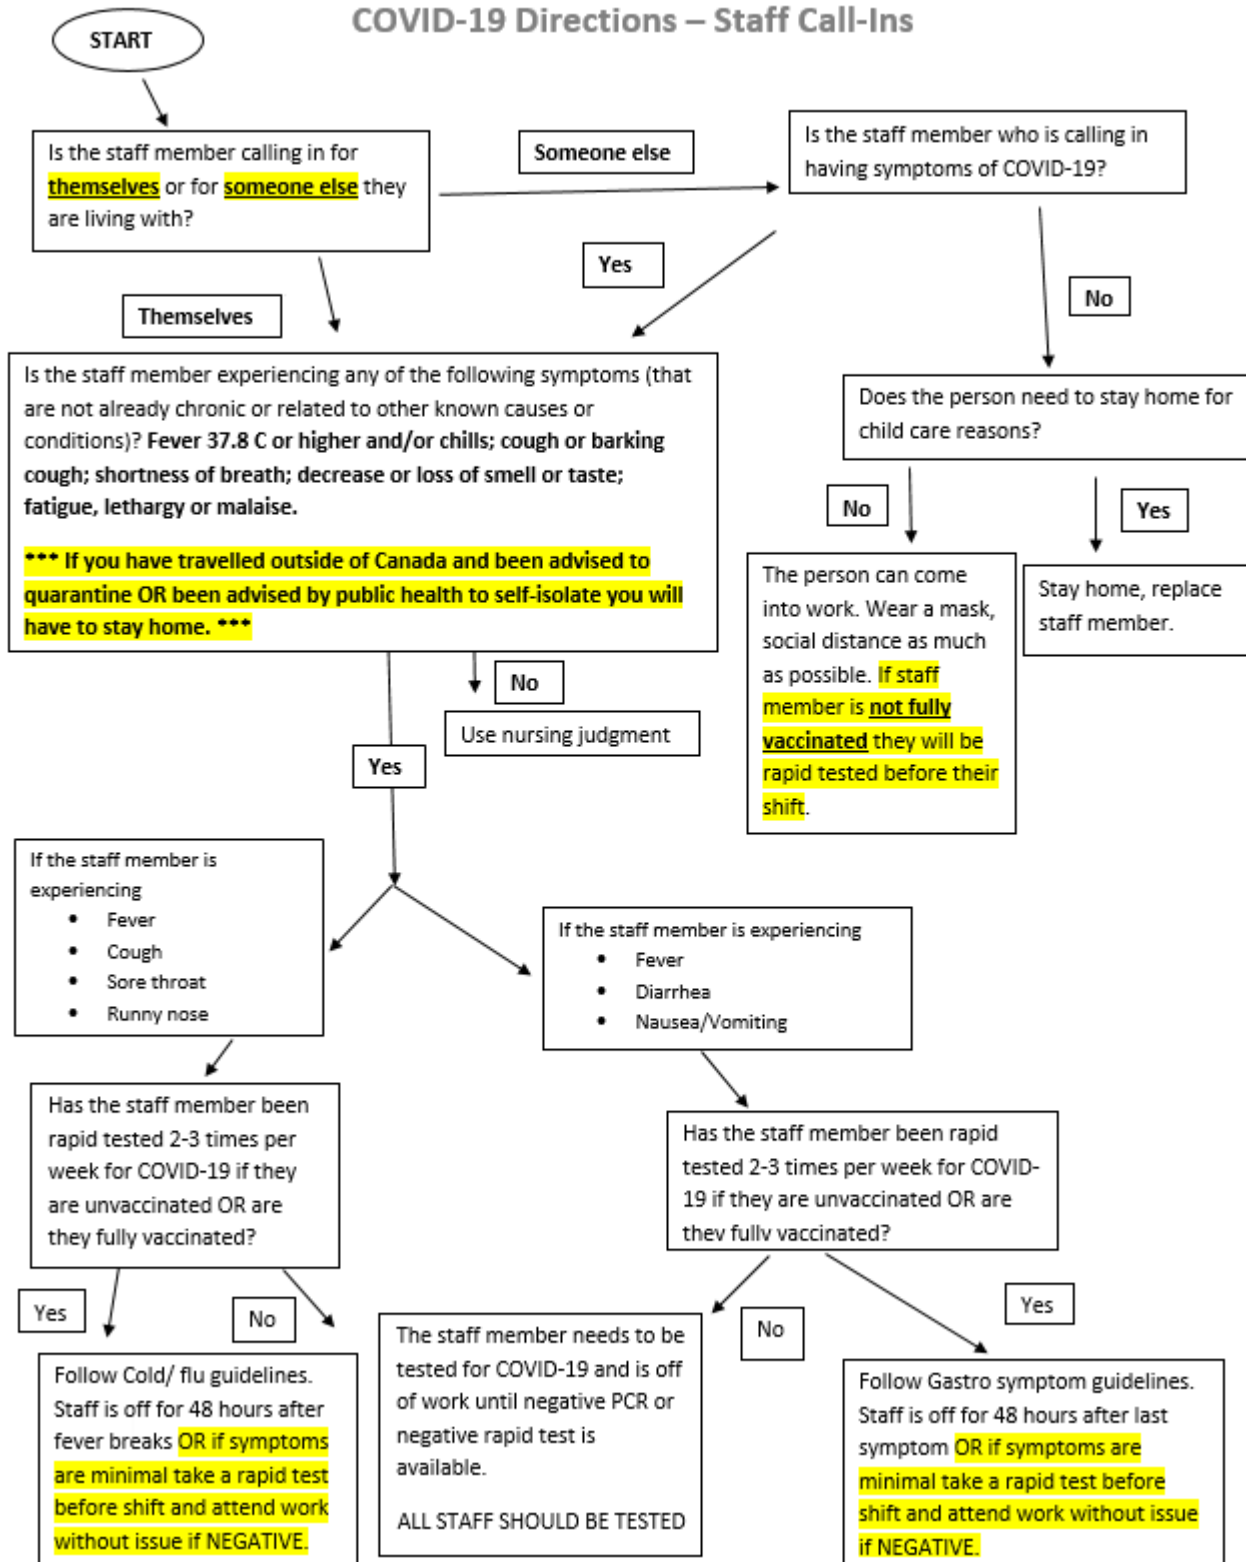 COVID-19 Directions – Staff Call-Ins
START
Is the staff member calling in for
themselves or for someone else they
are living with?
Someone else
Is the staff member who is calling in
having symptoms of COVID-19?
Yes
No
Themselves
Is the staff member experiencing any of the following symptoms (that
are not already chronic or related to other known causes or
conditions)? Fever 37.8 C or higher and/or chills; cough or barking
cough; shortness of breath; decrease or loss of smell or taste;
fatigue, lethargy or malaise.
*** If you have travelled outside of Canada and been advised to
quarantine OR been advised by public health to self-isolate you will
have to stay home. ***
Does the person need to stay home for
child care reasons?
No
Yes
The person can come
into work. Wear a mask,
social distance as much
as possible. If staff
member is not fully
vaccinated they will be
rapid tested before their
shift.
Stay home, replace
staff member.
No
Use nursing judgment
Yes
If the staff member is
experiencing
• Fever
• Cough
• Sore throat
• Runny nose
If the staff member is experiencing
• Fever
• Diarrhea
• Nausea/Vomiting
Has the staff member been
rapid tested 2-3 times per
week for COVID-19 if they
are unvaccinated OR are
they fully vaccinated?
Has the staff member been rapid
tested 2-3 times per week for COVID-
19 if they are unvaccinated OR are
they fully vaccinated?
Yes
No
No
Yes
Follow Cold/ flu guidelines.
Staff is off for 48 hours after
fever breaks OR if symptoms
are minimal take a rapid test
before shift and attend work
without issue if NEGATIVE.
The staff member needs to be
tested for COVID-19 and is off
of work until negative PCR or
negative rapid test is
available.
ALL STAFF SHOULD BE TESTED
Follow Gastro symptom guidelines.
Staff is off for 48 hours after last
symptom OR if symptoms are
minimal take a rapid test before
shift and attend work without issue
if NEGATIVE.